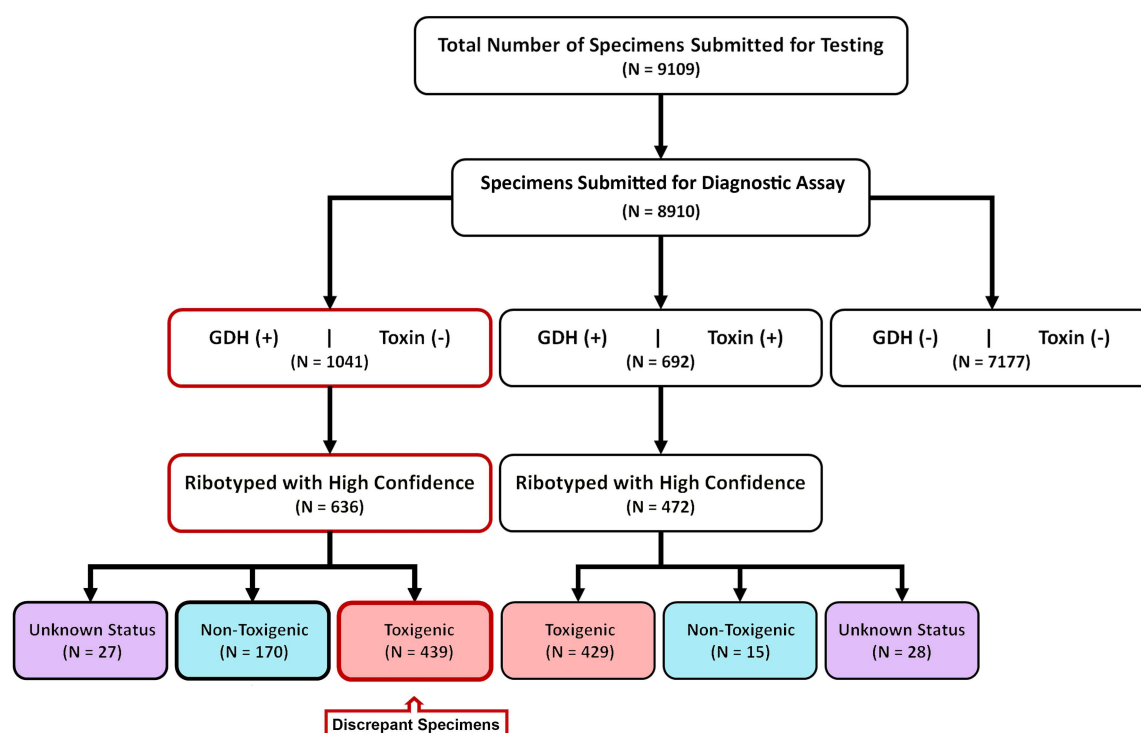 Total Number of Specimens Submitted for Testing
(N = 9109)
Specimens Submitted for Diagnostic Assay
(N = 8910)
GDH (+) | Toxin (-)
(N = 1041)
GDH (+) | Toxin (+)
(N = 692)
GDH (-) | Toxin (-)
(N = 7177)
Ribotyped with High Confidence
(N = 636)
Ribotyped with High Confidence
(N = 472)
Unknown Status
(N = 27)
Non-Toxigenic
(N = 170)
Toxigenic
(N = 439)
Toxigenic
(N = 429)
Non-Toxigenic
(N = 15)
Unknown Status
(N = 28)
Discrepant Specimens